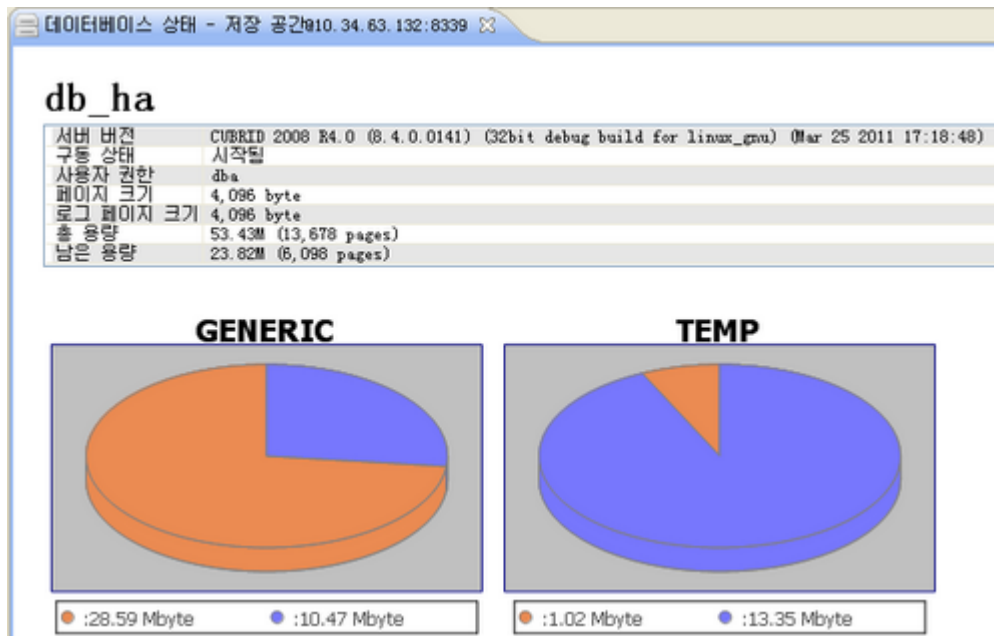 데이터베이스 상태 - 저장 공간@10.34.63.132:8339
db_ha
서버 버전 CUBRID 2008 R4.0 (8.4.0.0141) (32bit debug build for linux_gnu) (Mar 25 2011 17:18:48)
구동 상태 시작됨
사용자 권한 dba
페이지 크기 4,096 byte
로그 페이지 크기 4,096 byte
총 용량 53.43M (13,678 pages)
남은 용량 23.82M (6,098 pages)
GENERIC TEMP
:28.59 Mbyte :10.47 Mbyte :1.02 Mbyte :13.35 Mbyte